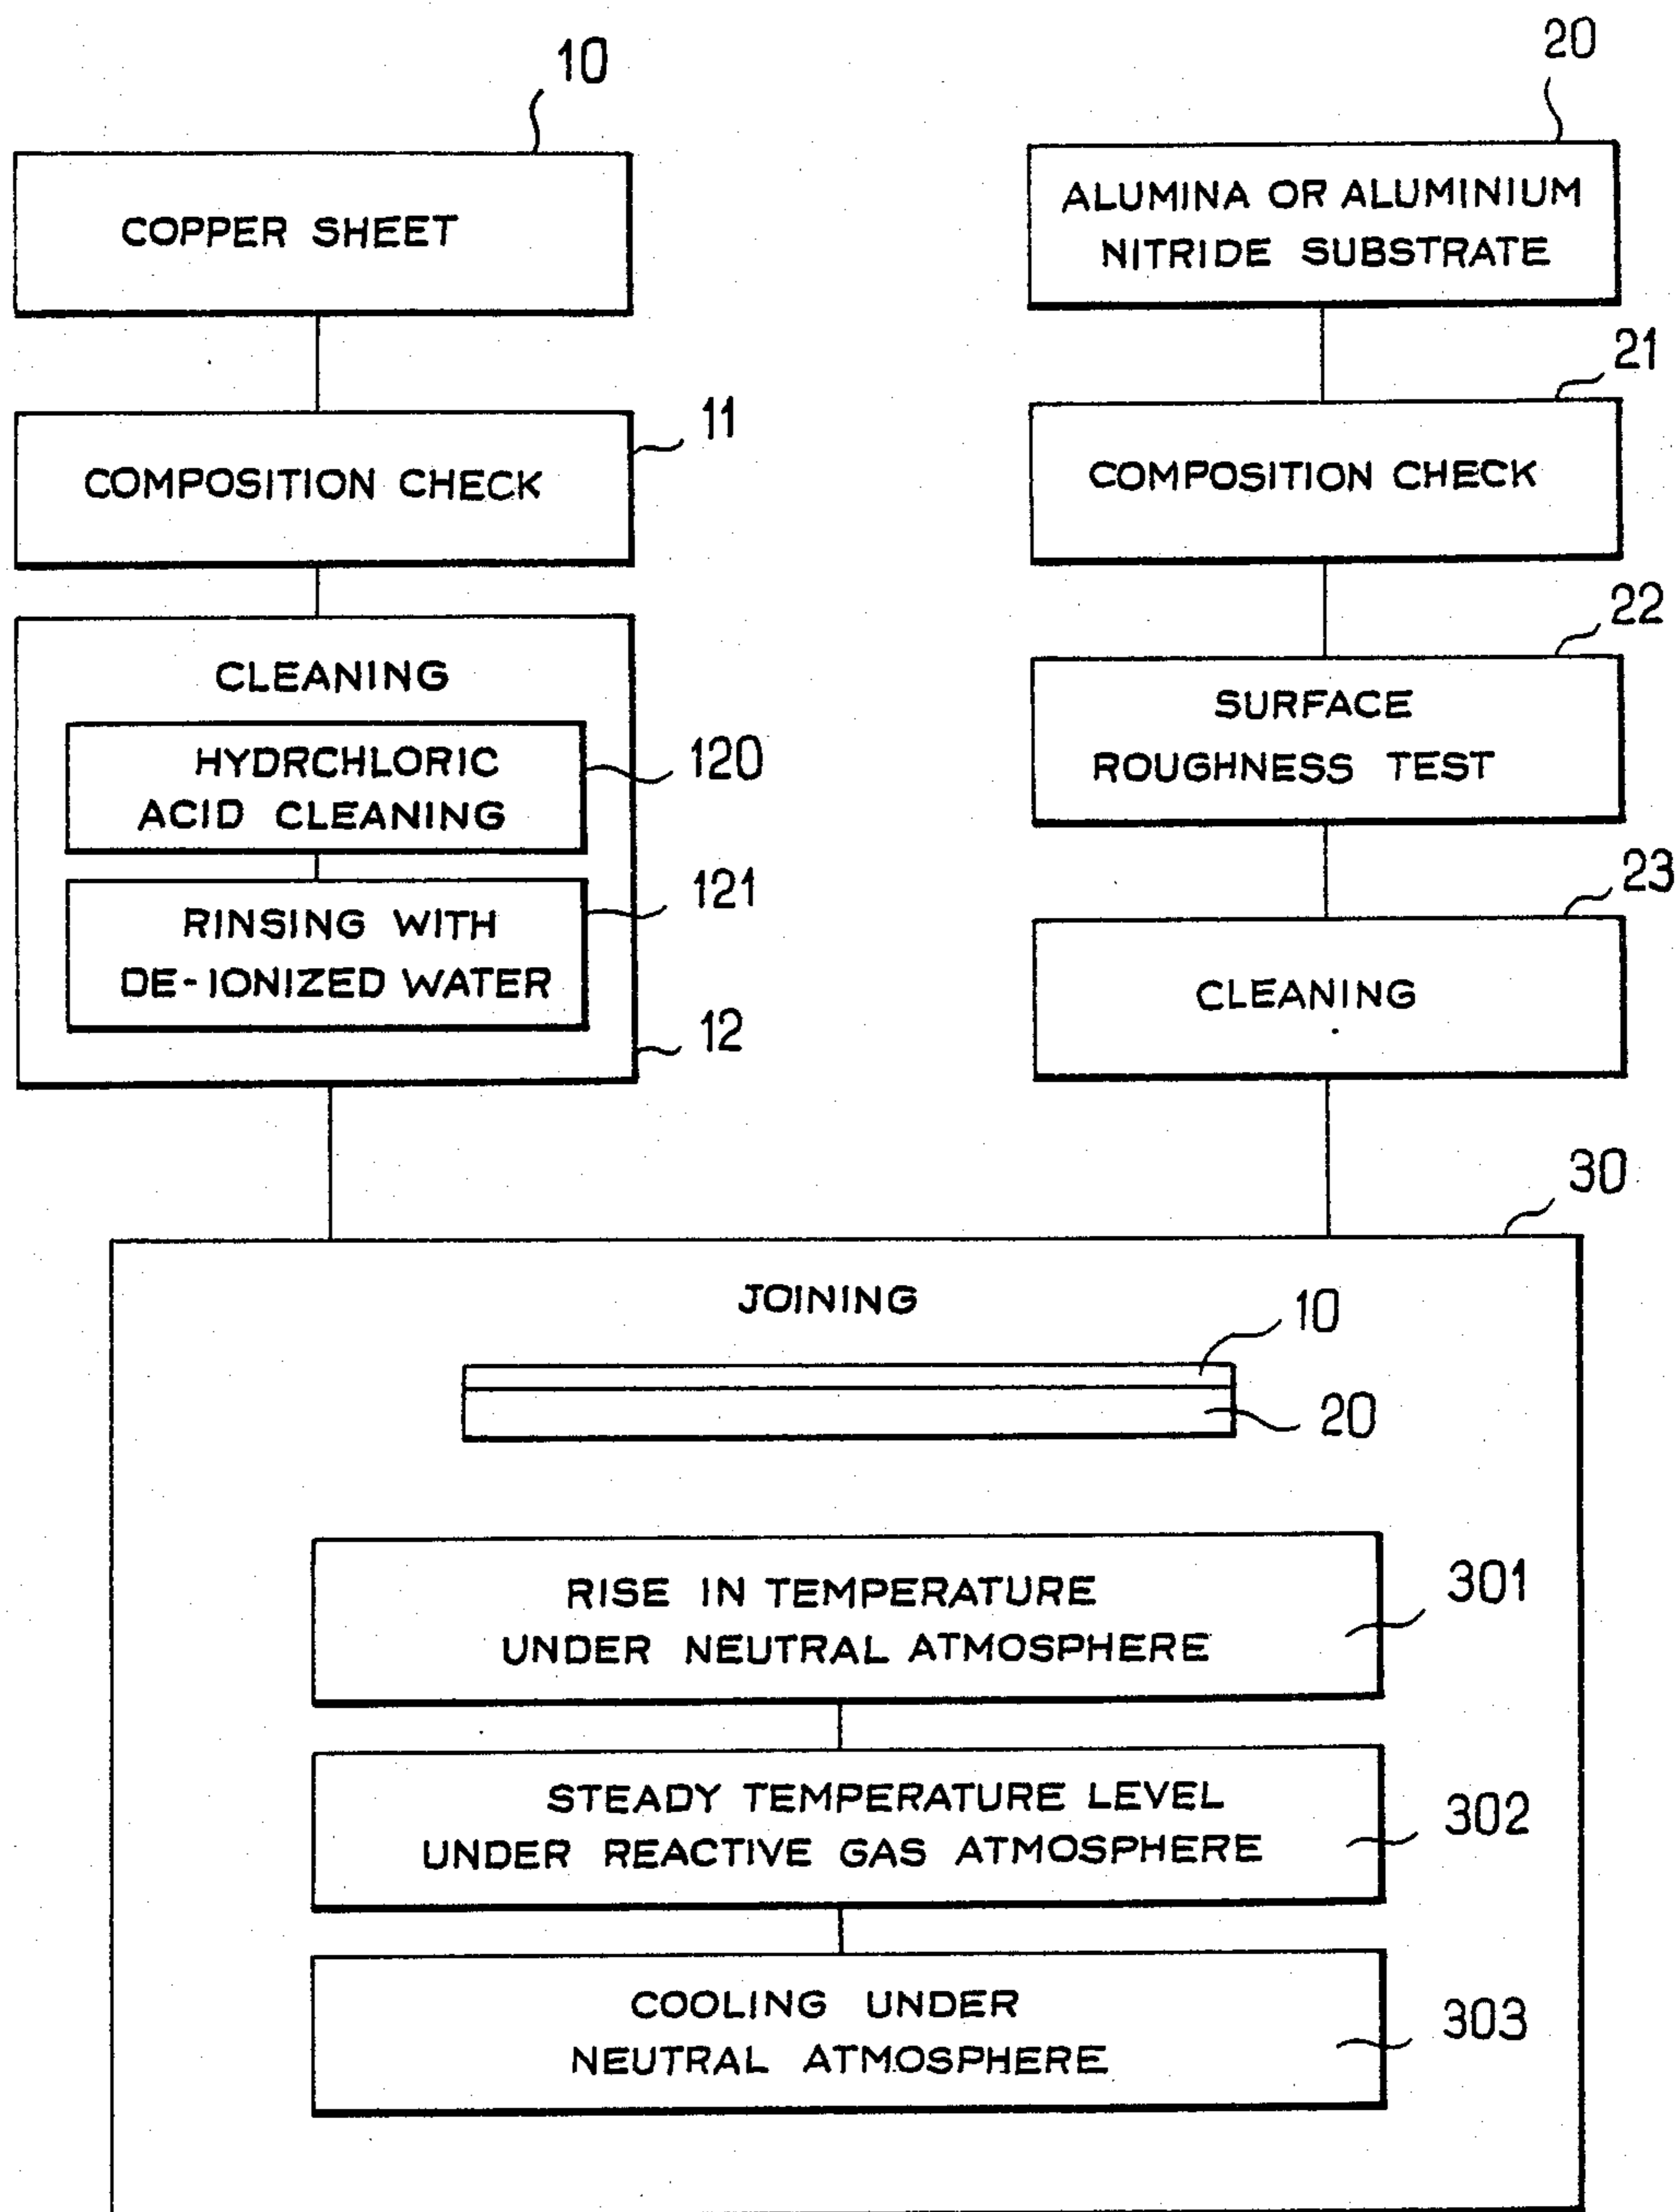 10
COPPER SHEET
11
COMPOSITION CHECK
CLEANING
HYDRCHLORIC
ACID CLEANING
120
RINSING WITH
DE-IONIZED WATER
121
12
20
ALUMINA OR ALUMINIUM
NITRIDE SUBSTRATE
21
COMPOSITION CHECK
22
SURFACE
ROUGHNESS TEST
23
CLEANING
30
JOINING
10
20
RISE IN TEMPERATURE
UNDER NEUTRAL ATMOSPHERE
301
STEADY TEMPERATURE LEVEL
UNDER REACTIVE GAS ATMOSPHERE
302
COOLING UNDER
NEUTRAL ATMOSPHERE
303